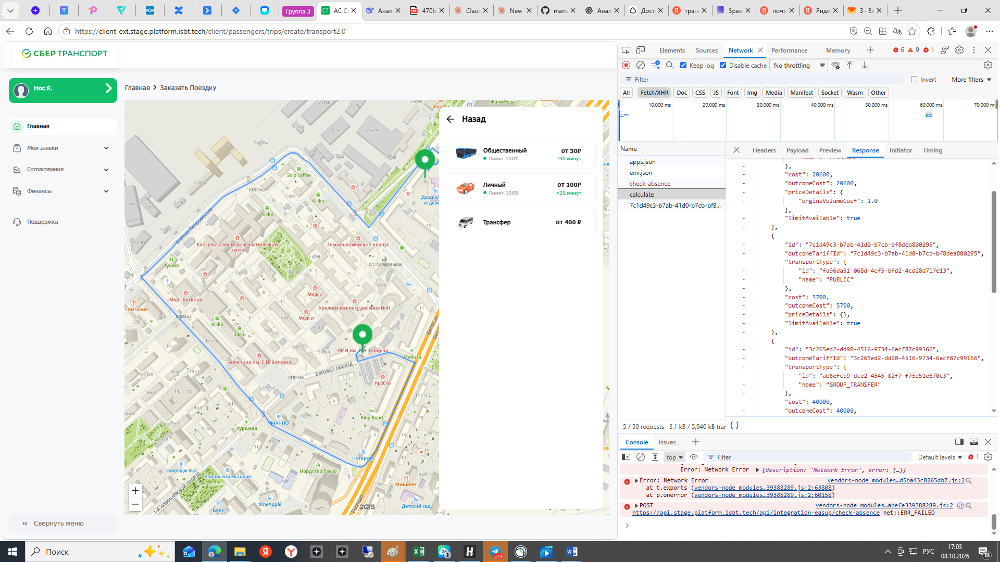 Группа 3
АС С
Анали
470b
Clauc
New
manz
Анал
Дост
тран
Speec
почт
Янде
3 · Вх
https://client-ext.stage.platform.isbt.tech/client/passengers/trips/create/transport2.0
СБЕР ТРАНСПОРТ
Нос Я.
Главная
Мои заявки
Согласования
Финансы
Поддержка
Свернуть меню
Главная > Заказать Поездку
Назад
Общественный
от 30₽
Лимит 100%
≈90 минут
Личный
от 100₽
Лимит 100%
≈25 минут
Трансфер
от 400 ₽
Жоли Роза
Solo coffee
Kikko
Kikko
Бориса Петровского
Консультативно-диагностический
центр
Гематологический корпус
Туалет
К.Т. Солдатёнков
Морг Боткина
Медси
Урологическое отделение №41
Медси
КПП№4
Kikko
Kikko
НИИ им. П.А. Герцена
Meduza
Больница им. С.П. Боткина
Беговой проезд
КПП№6
Рр2016
Беговая
Ring Road
РМАНПО
Хуршеда
Нотариус
Нордстар Тауэр
Колледж №8
Управление кадров
МишАня
1-й Хорошёвский проезд
timeApple
Детский сад
ВАВТ
Беговая
2GIS
+
−
Elements
Sources
Network
Performance
Memory
6
9
1
Keep log
Disable cache
No throttling
Filter
Invert
More filters
All
Fetch/XHR
Doc
CSS
JS
Font
Img
Media
Manifest
Socket
Wasm
Other
10,000 ms
20,000 ms
30,000 ms
40,000 ms
50,000 ms
60,000 ms
70,000 ms
Name
apps.json
env.json
check-absence
calculate
7c1d49c3-b7ab-41d0-b7cb-bf8...
5 / 50 requests
3.1 kB / 5,940 kB tran
Headers
Payload
Preview
Response
Initiator
Timing
},
"cost": 20600,
"outcomeCost": 20600,
"priceDetails": {
"engineVolumeCoef": 1.0
},
"limitAvailable": true
},
{
"id": "7c1d49c3-b7ab-41d0-b7cb-bf8dea800295",
"outcomeTariffId": "7c1d49c3-b7ab-41d0-b7cb-bf8dea800295",
"transportType": {
"id": "fa96da51-068d-4cf5-bfd2-4cd28d717e13",
"name": "PUBLIC"
},
"cost": 5700,
"outcomeCost": 5700,
"priceDetails": {},
"limitAvailable": true
},
{
"id": "3c265ed2-dd90-4516-9734-6acf87c99166",
"outcomeTariffId": "3c265ed2-dd90-4516-9734-6acf87c99166",
"transportType": {
"id": "ab6efcb9-dce2-4545-82f7-f75e51e670c3",
"name": "GROUP_TRANSFER"
},
"cost": 40000,
"outcomeCost": 40000,
{ }
Console
Issues
top
Filter
Default levels
1
Error: Network Error {description: 'Network Error', error: {…}}
Error: Network Error vendors-node_modules…d5ba43c8265db7.js:2
at t.exports (vendors-node_modules…39388289.js:2:63808)
at p.onerror (vendors-node_modules…39388289.js:2:60158)
POST vendors-node_modules…abefe339388289.js:2
https://api.stage.platform.isbt.tech/api/integration-easup/check-absence net::ERR_FAILED
Поиск
РУС
17:03
08.10.2026
18